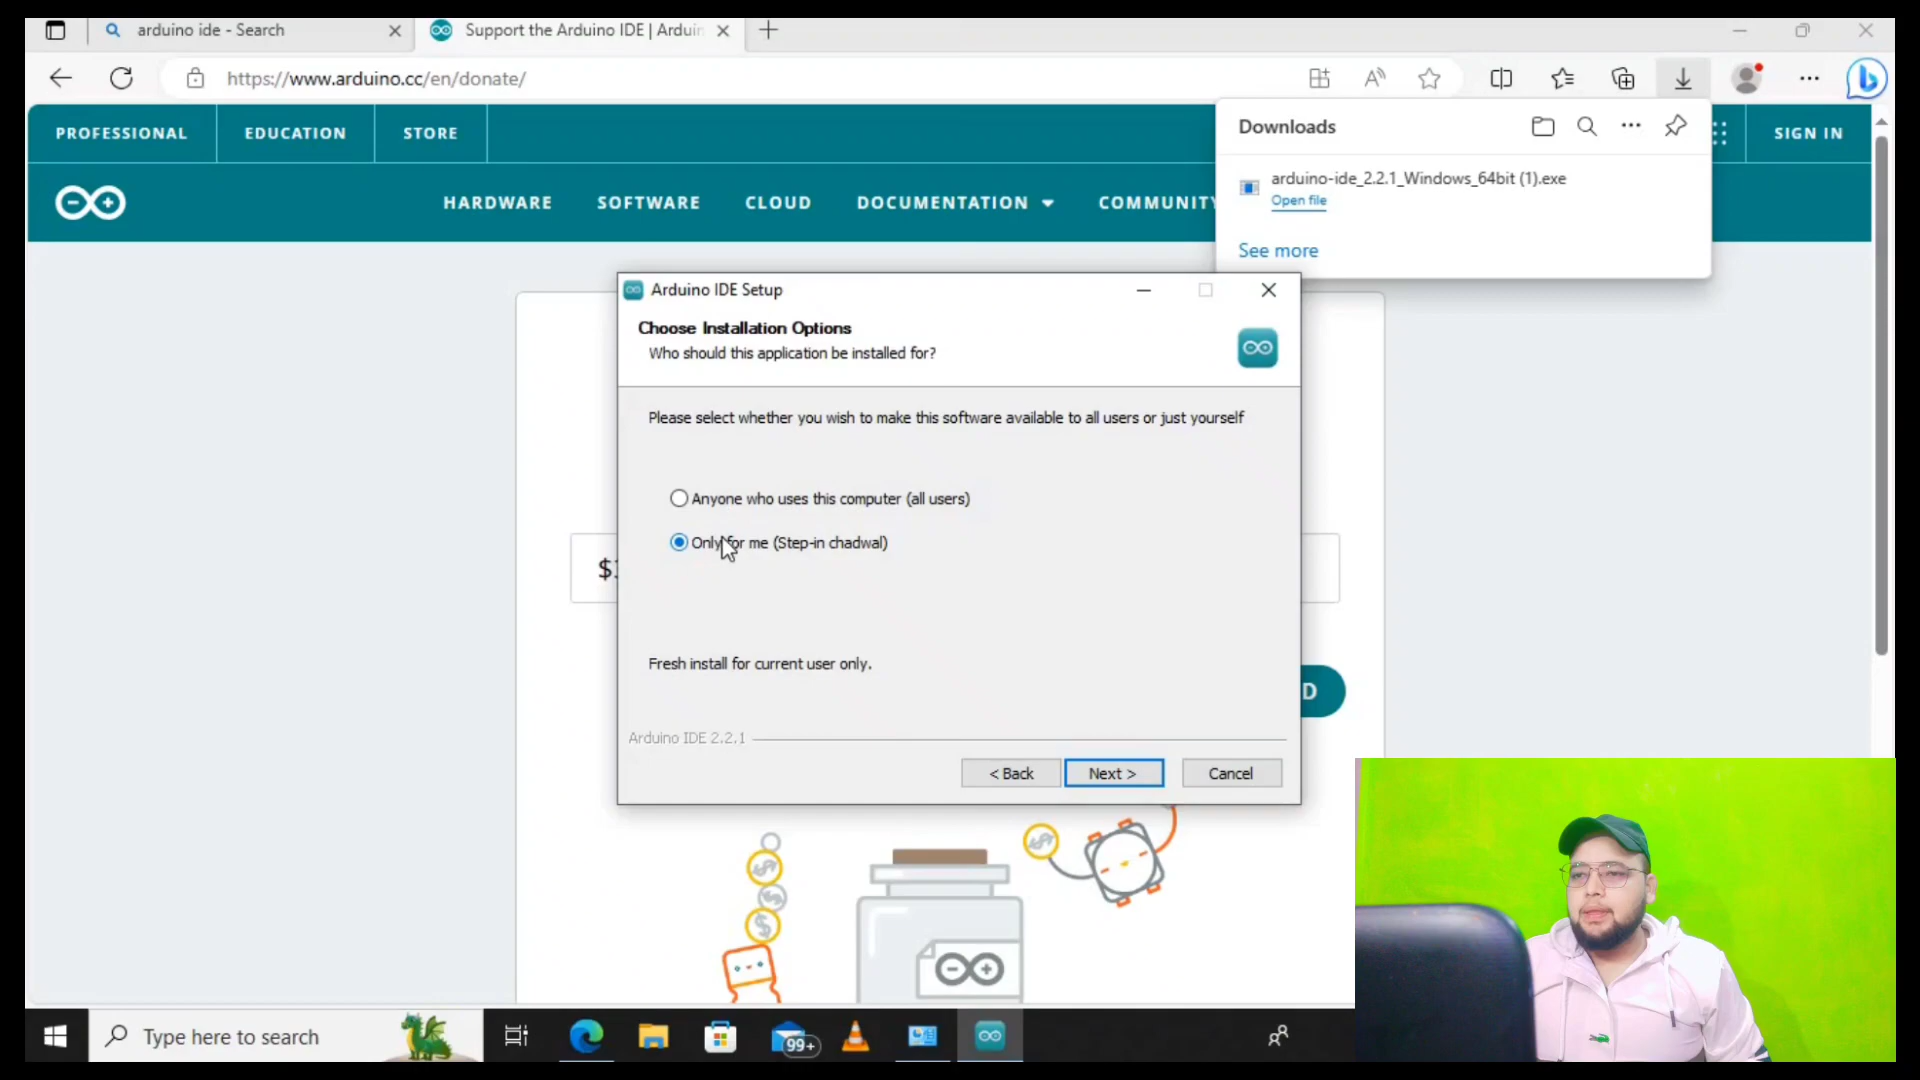 arduino ide - Search
Support the Arduino IDE | Arduin
https://www.arduino.cc/en/donate/
PROFESSIONAL
EDUCATION
STORE
SIGN IN
HARDWARE
SOFTWARE
CLOUD
DOCUMENTATION
COMMUNITY
Downloads
arduino-ide_2.2.1_Windows_64bit (1).exe
Open file
See more
Arduino IDE Setup
Choose Installation Options
Who should this application be installed for?
Please select whether you wish to make this software available to all users or just yourself
Anyone who uses this computer (all users)
Only for me (Step-in chadwal)
$
Fresh install for current user only.
D
Arduino IDE 2.2.1
< Back
Next >
Cancel
Type here to search
99+